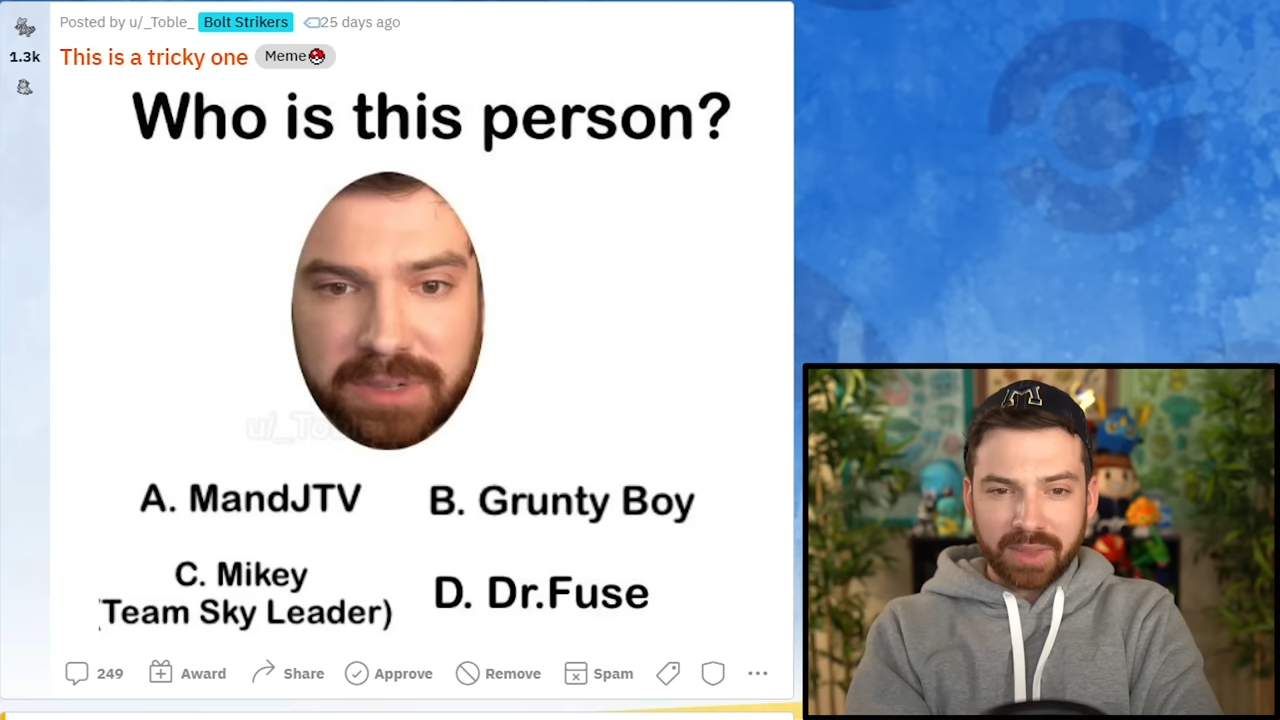 Posted by u/_Toble_ Bolt Strikers 25 days ago
1.3k
This is a tricky one Meme
Who is this person?
u/_Toble_
A. MandJTV B. Grunty Boy
C. Mikey
Team Sky Leader)
D. Dr.Fuse
249 Award Share Approve Remove Spam
M